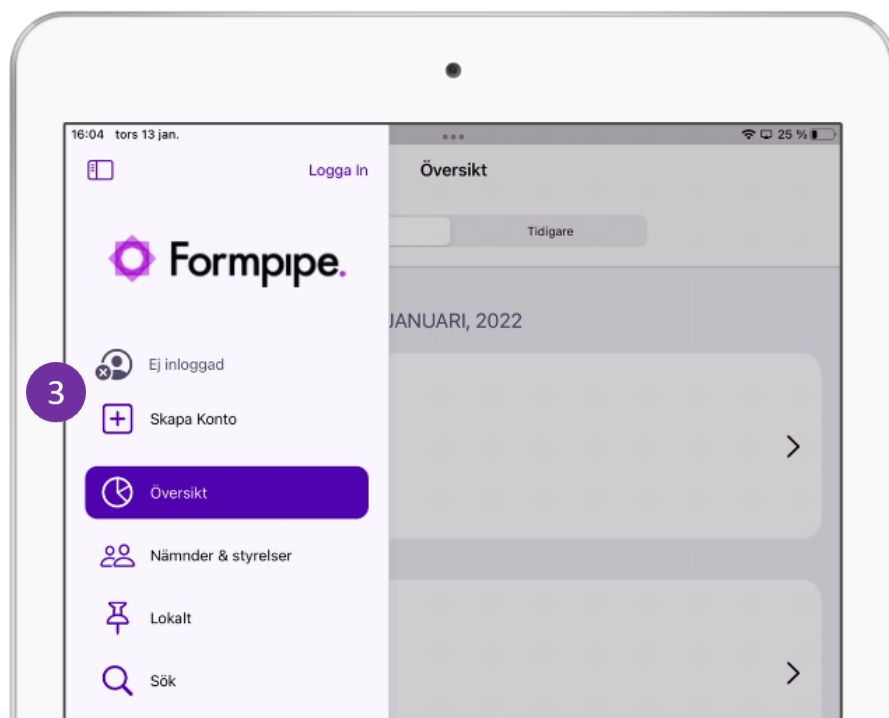 16:04 tors 13 jan.
25 %
Logga In
Översikt
Tidigare
Formpipe.
JANUARI, 2022
Ej inloggad
3
Skapa Konto
Översikt
Nämnder & styrelser
Lokalt
Sök